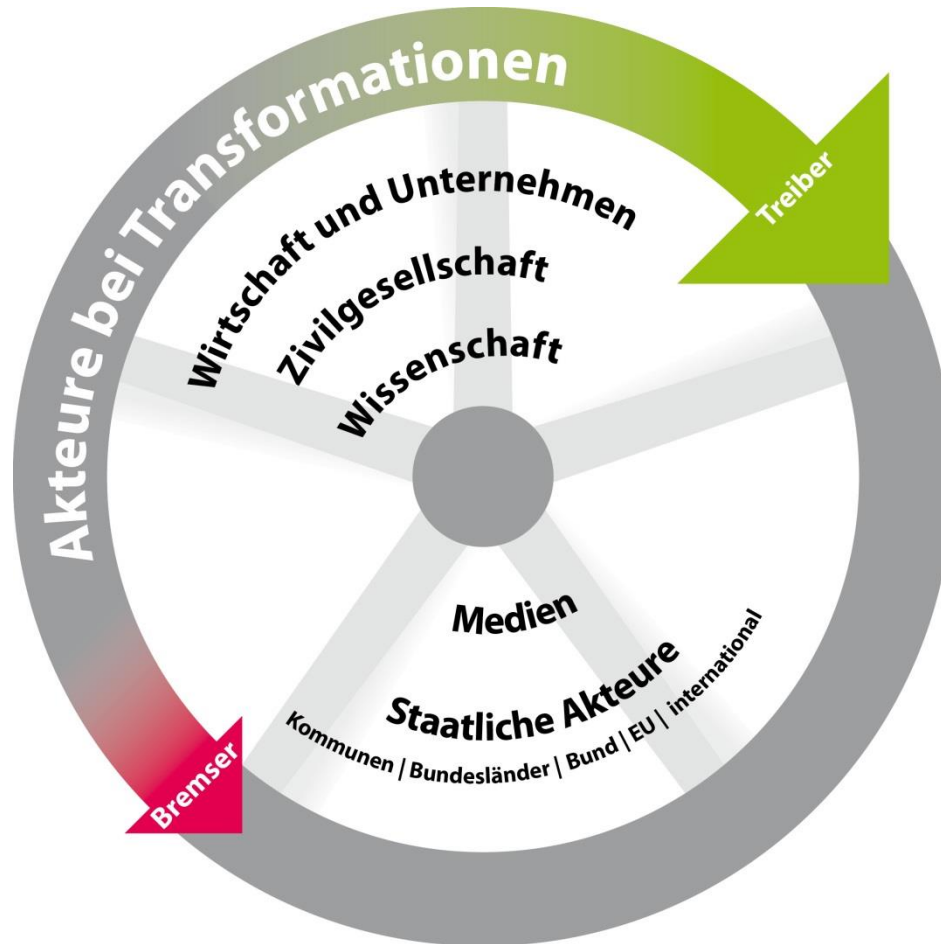 Akteure bei Transformationen
Treiber
Wirtschaft und Unternehmen
Zivilgesellschaft
Wissenschaft
Medien
Staatliche Akteure
Kommunen | Bundesländer | Bund | EU | international
Bremser